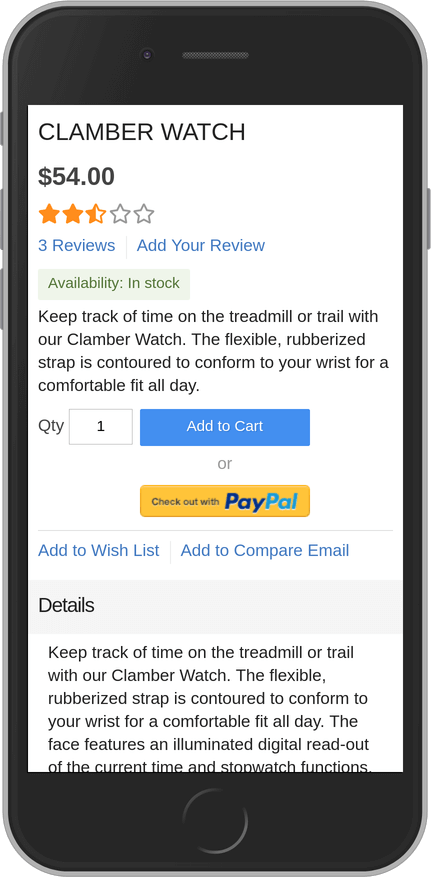 CLAMBER WATCH
$54.00
3 Reviews Add Your Review
Availability: In stock
Keep track of time on the treadmill or trail with
our Clamber Watch. The flexible, rubberized
strap is contoured to conform to your wrist for a
comfortable fit all day.
Qty 1 Add to Cart
or
Check out with PayPal
Add to Wish List Add to Compare Email
Details
Keep track of time on the treadmill or trail
with our Clamber Watch. The flexible,
rubberized strap is contoured to conform to
your wrist for a comfortable fit all day. The
face features an illuminated digital read-out
of the current time and stopwatch functions.